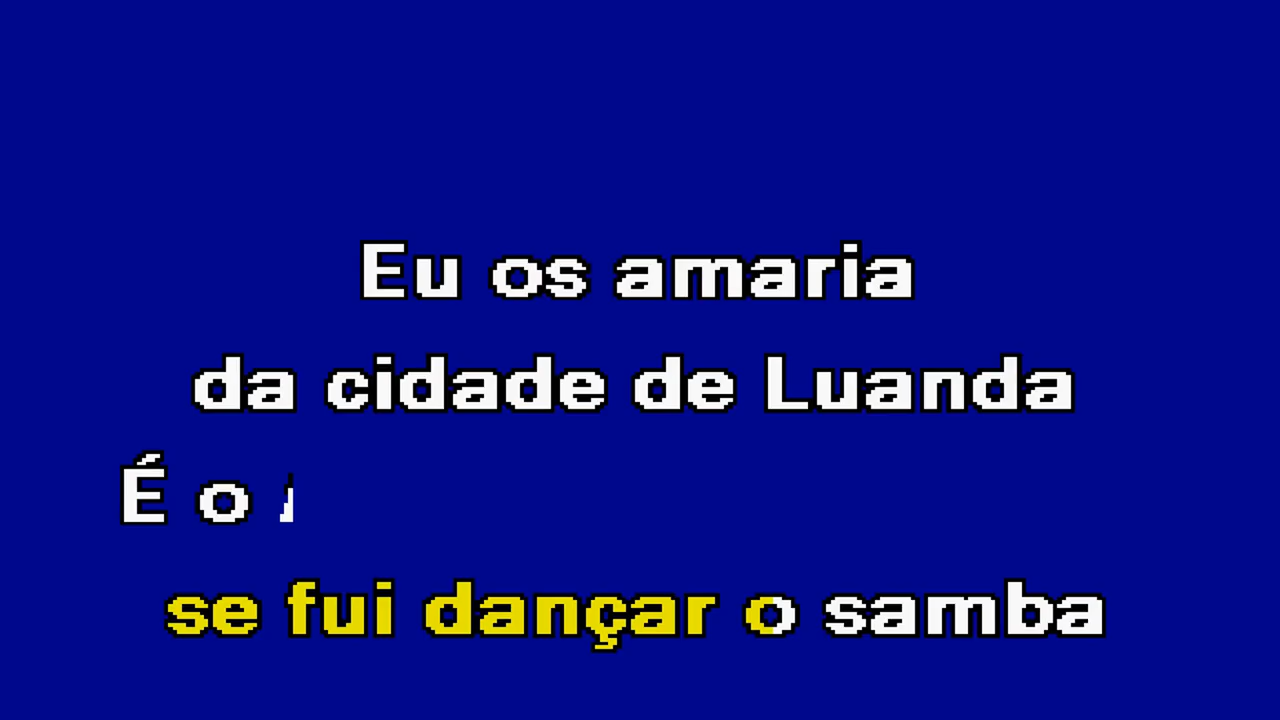 Eu os amaria
da cidade de Luanda
É o
se fui dançar o samba